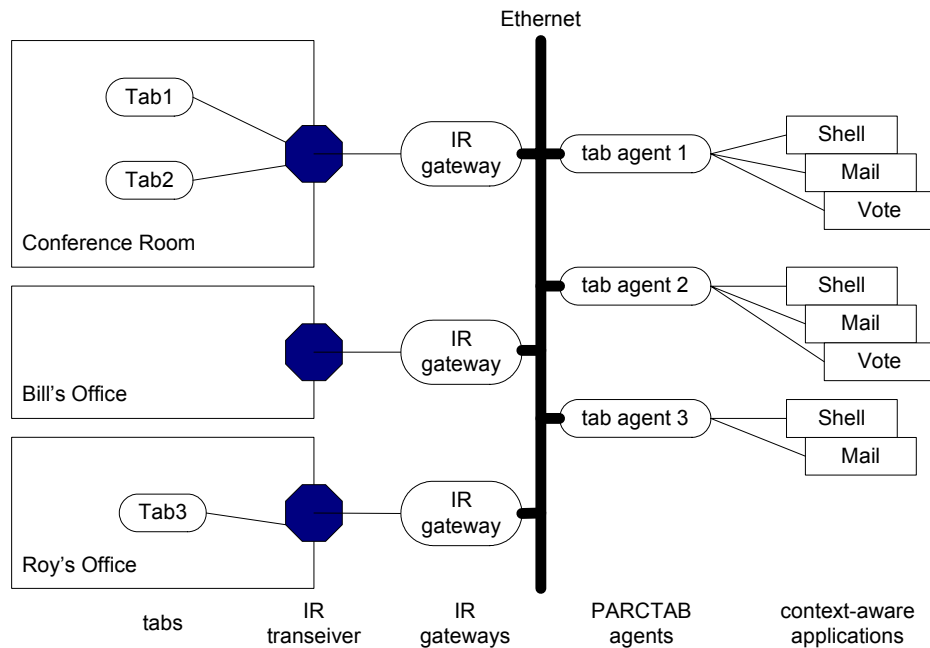 Ethernet
Tab1
Tab2
Conference Room
IR
gateway
tab agent 1
Shell
Mail
Vote
Bill's Office
IR
gateway
tab agent 2
Shell
Mail
Vote
Tab3
Roy's Office
IR
gateway
tab agent 3
Shell
Mail
tabs
IR
transeiver
IR
gateways
PARCTAB
agents
context-aware
applications